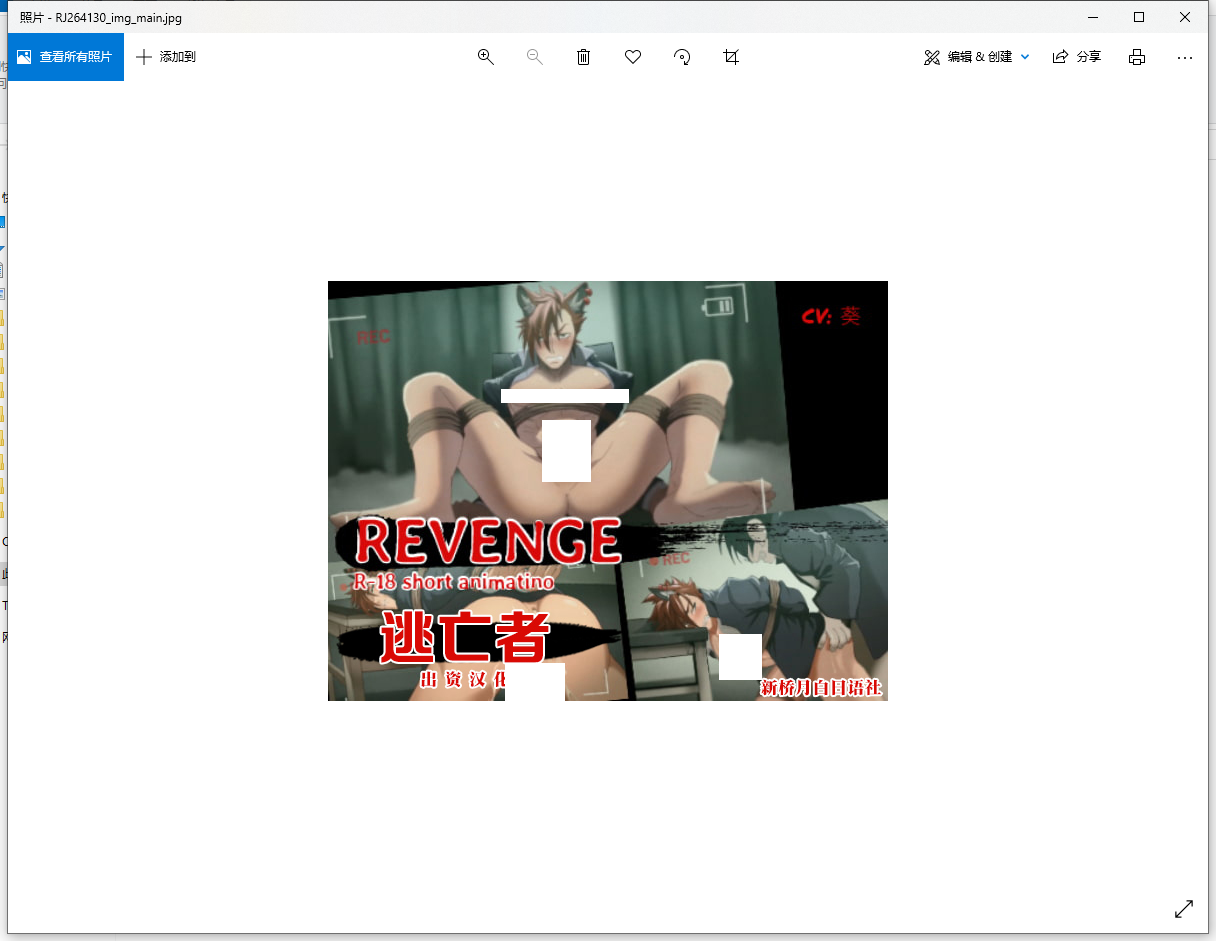 照片 - RJ264130_img_main.jpg
查看所有照片
添加到
编辑 & 创建
分享
REC
CV: 葵
REVENGE
R-18 short animatino
REC
逃亡者
出资汉化
新桥月白日语社